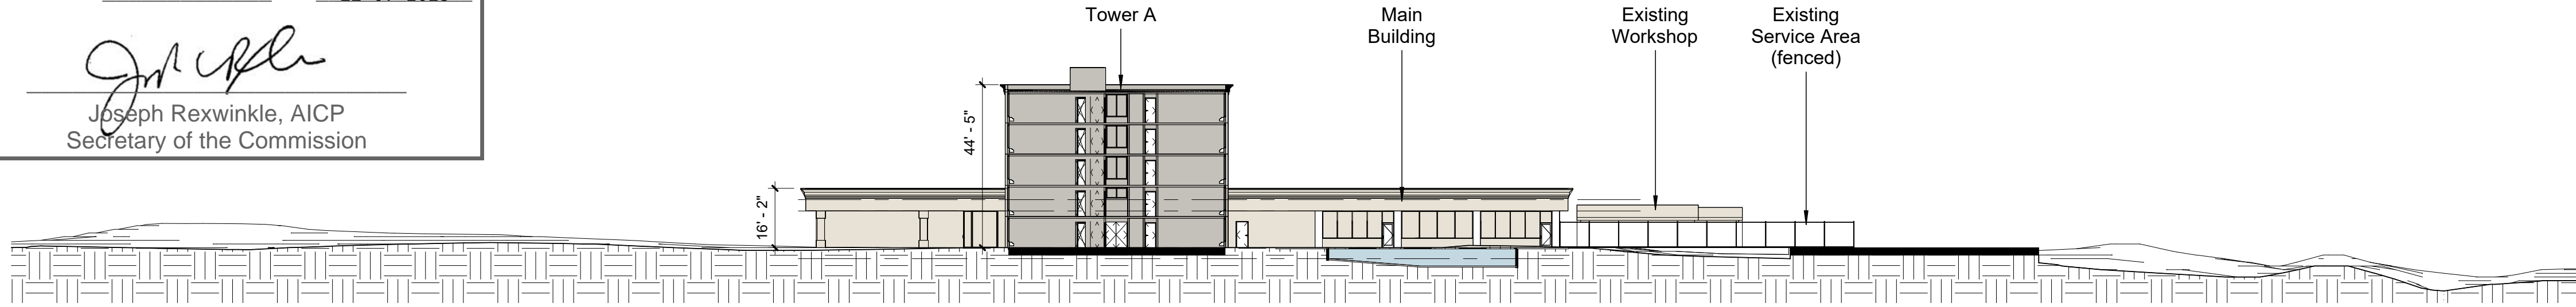 Joseph Rexwinkle, AICP
Secretary of the Commission
Tower A
Main
Building
Existing
Workshop
Existing
Service Area
(fenced)
44' - 5"
16' - 2"